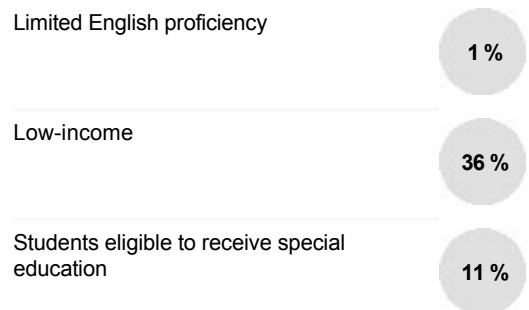 Limited English proficiency
1 %
Low-income
36 %
Students eligible to receive special
education
11 %